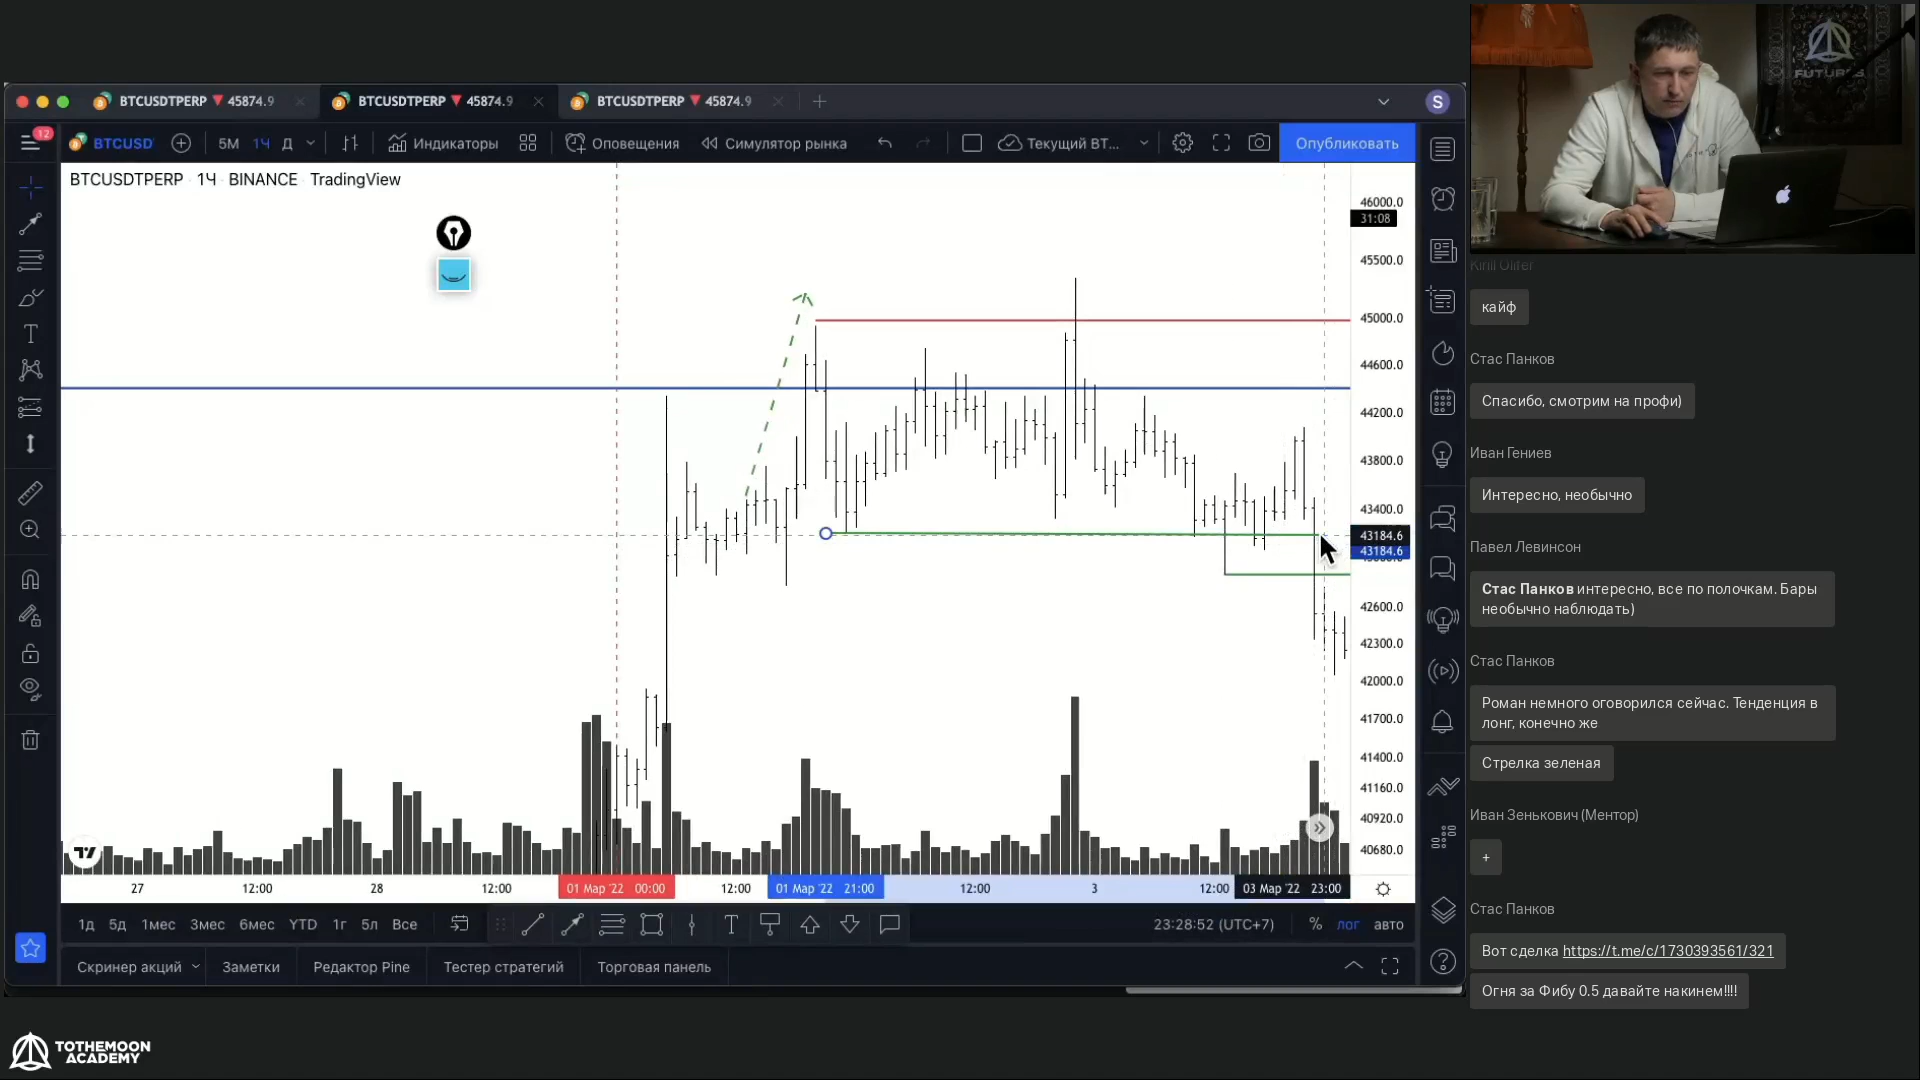 BTCUSDTPERP 45874.9
BTCUSDTPERP 45874.9
BTCUSDTPERP 45874.9
S
12
BTCUSD
5М
1Ч
Д
Индикаторы
Оповещения
Симулятор рынка
Текущий BT...
Опубликовать
BTCUSDTPERP 1Ч BINANCE TradingView
46000.0
31:08
45500.0
45000.0
44600.0
44200.0
43800.0
43400.0
43184.6
43184.6
42600.0
42300.0
42000.0
41700.0
41400.0
41160.0
40920.0
40680.0
27
12:00
28
12:00
01 Мар '22 00:00
12:00
01 Мар '22 21:00
12:00
3
12:00
03 Мар '22 23:00
1д
5д
1мес
3мес
6мес
YTD
1г
5л
Все
23:28:52 (UTC+7)
%
лог
авто
Скринер акций
Заметки
Редактор Pine
Тестер стратегий
Торговая панель
TOTHEMOON
ACADEMY
FUTURES
Kirill Olifer
кайф
Стас Панков
Спасибо, смотрим на профи)
Иван Гениев
Интересно, необычно
Павел Левинсон
Стас Панков интересно, все по полочкам. Бары
необычно наблюдать)
Стас Панков
Роман немного оговорился сейчас. Тенденция в
лонг, конечно же
Стрелка зеленая
Иван Зенькович (Ментор)
+
Стас Панков
Вот сделка https://t.me/c/1730393561/321
Огня за Фибу 0.5 давайте накинем!!!!